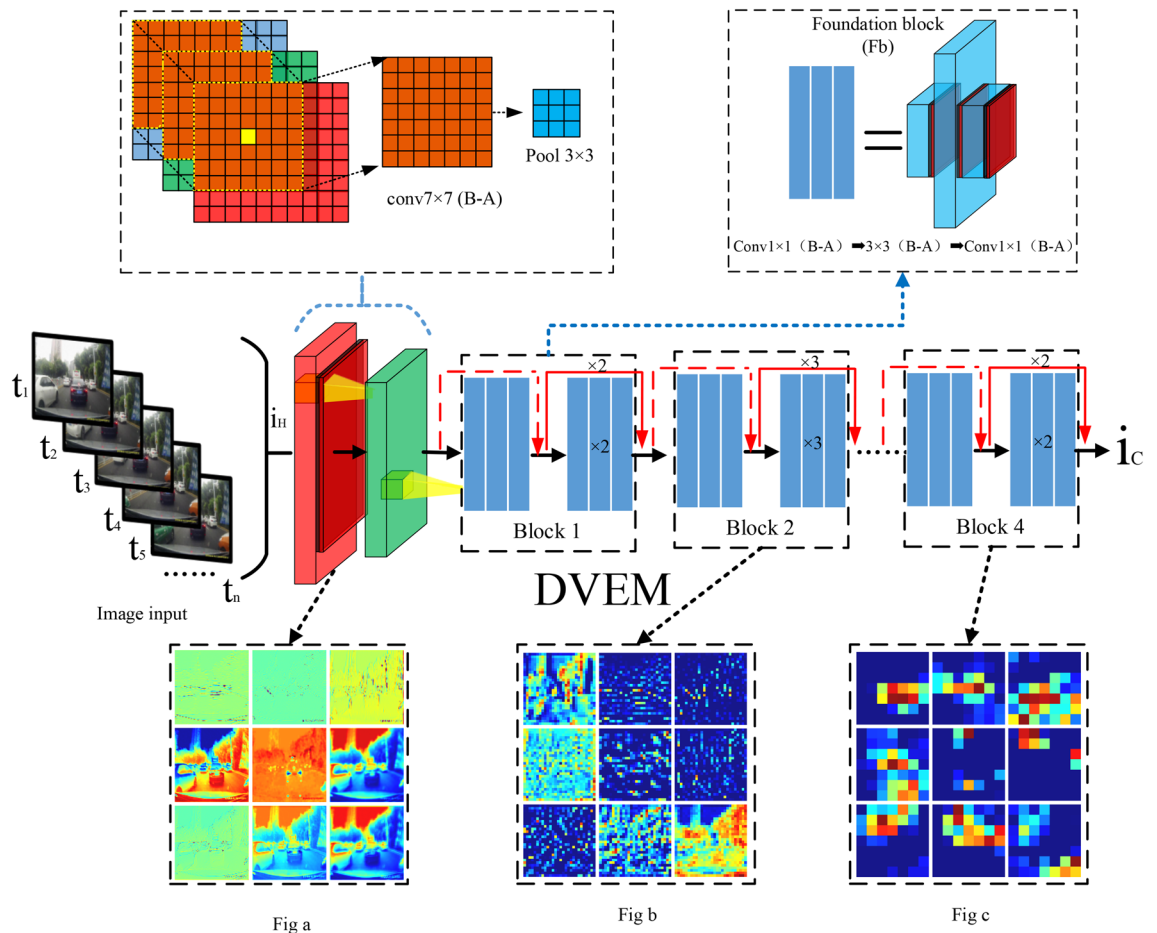 Foundation block
(Fb)
Pool 3×3
conv7×7 (B-A)
Conv1×1（B-A）➡3×3（B-A）➡Conv1×1（B-A）
t1
t2
t3
t4
t5
...... tn
Image input
iH
×2
×2
Block 1
×3
×3
Block 2
......
×2
×2
Block 4
iC
DVEM
Fig a
Fig b
Fig c